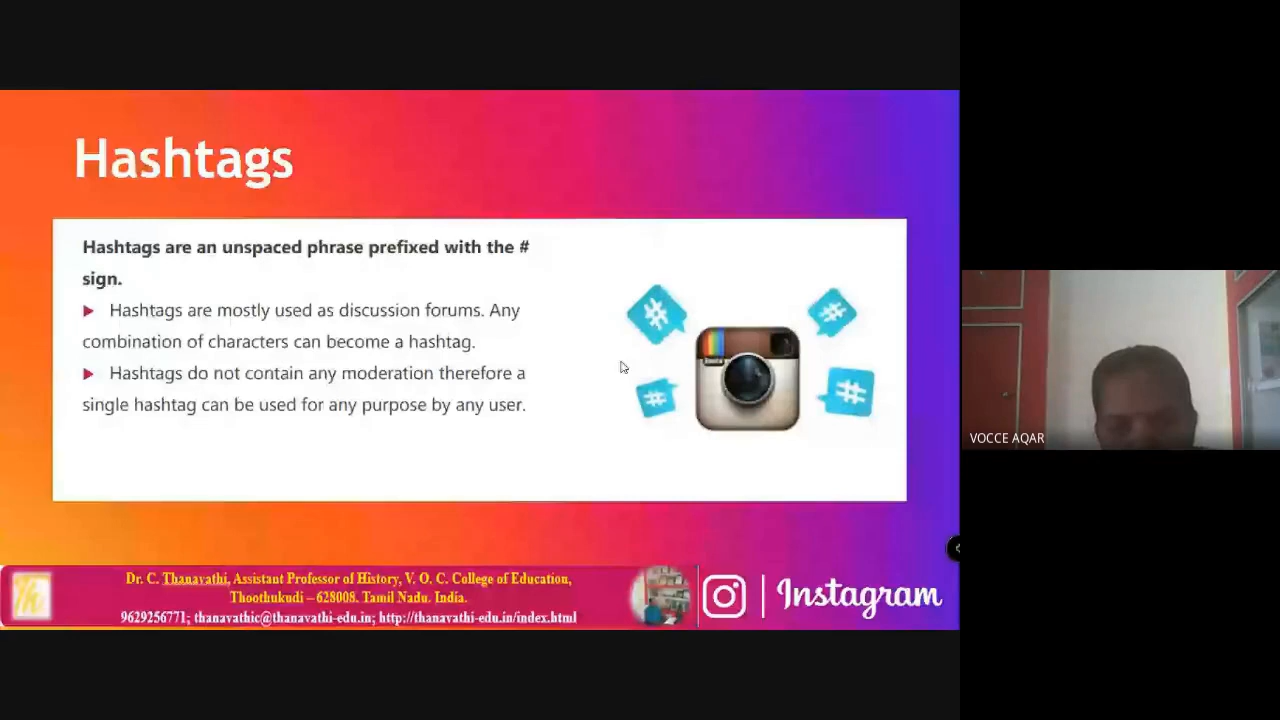 Hashtags
Hashtags are an unspaced phrase prefixed with the #
sign.
Hashtags are mostly used as discussion forums. Any
combination of characters can become a hashtag.
Hashtags do not contain any moderation therefore a
single hashtag can be used for any purpose by any user.
#
#
#
#
VOCCE AQAR
Th
Dr. C. Thanavathi, Assistant Professor of History, V. O. C. College of Education,
Thoothukudi – 628008. Tamil Nadu. India.
9629256771; thanavathic@thanavathi-edu.in; http://thanavathi-edu.in/index.html
Instagram